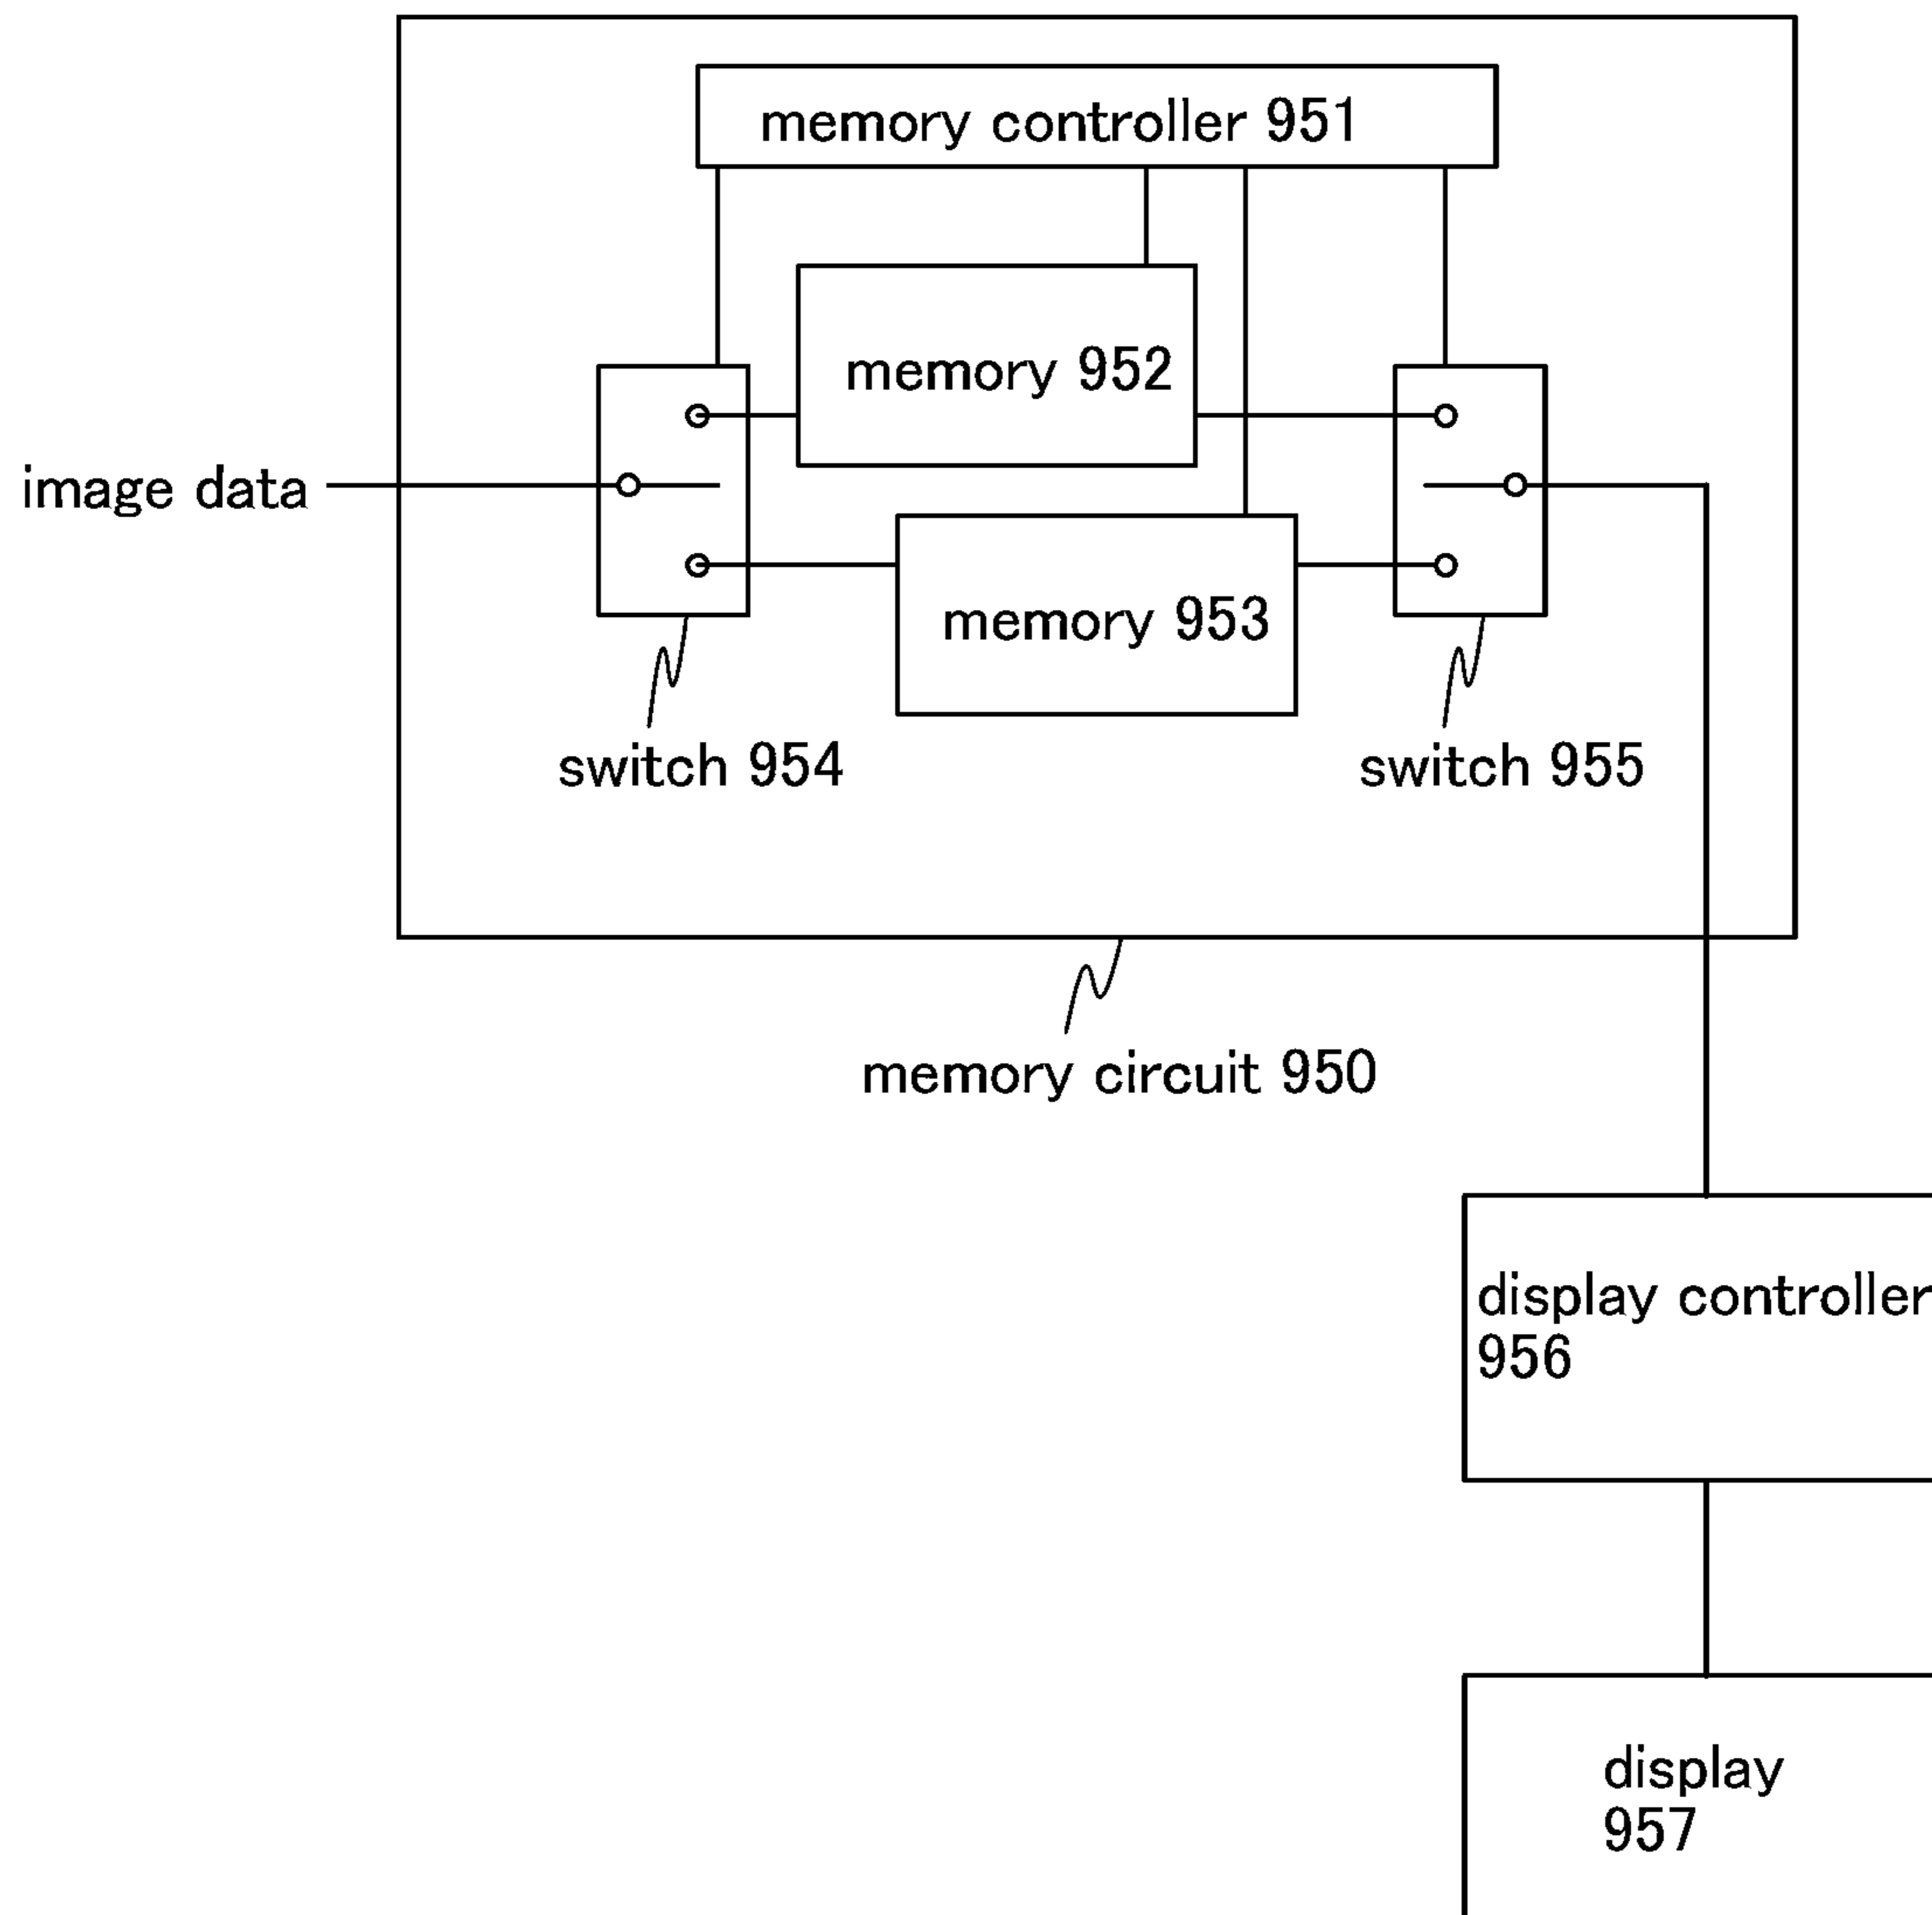 memory controller 951
memory 952
image data
memory 953
switch 954
switch 955
memory circuit 950
display controller
956
display
957